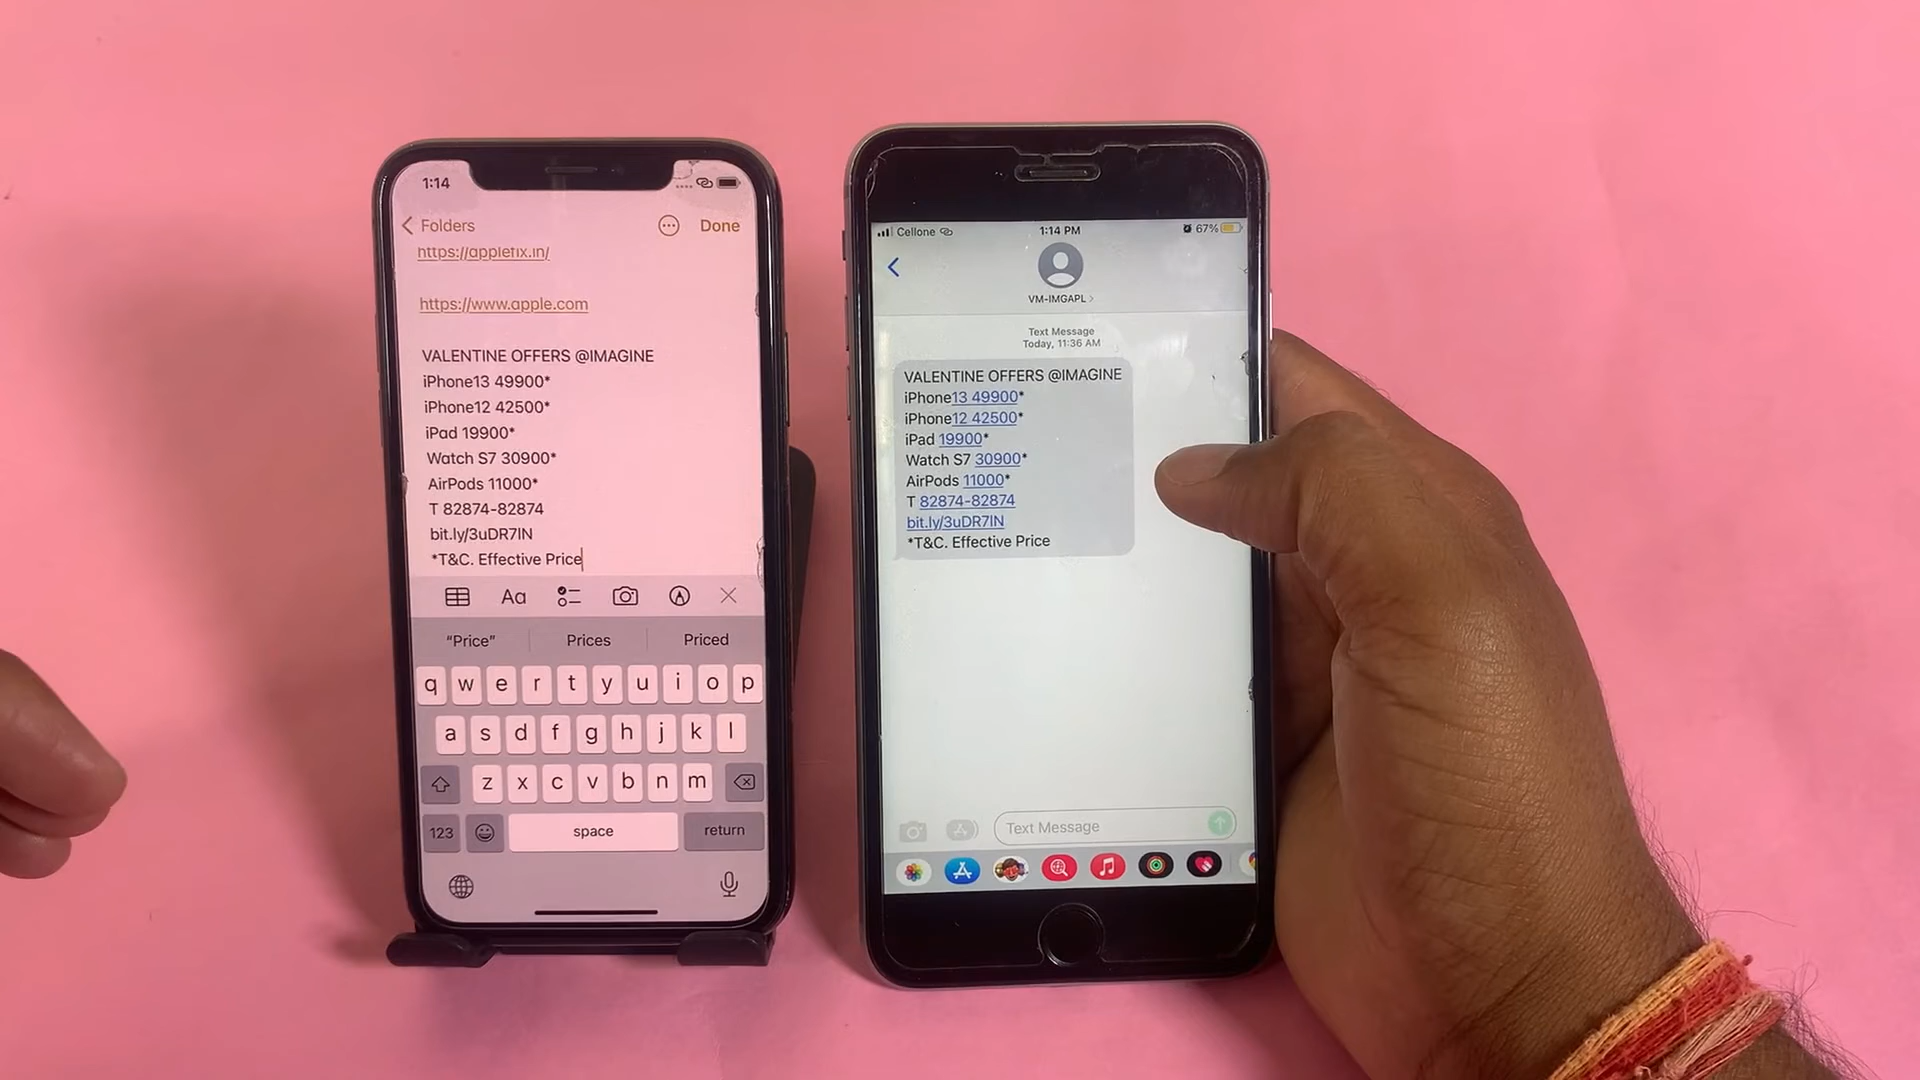 1:14
Folders
Done
https://applefix.in/
https://www.apple.com
VALENTINE OFFERS @IMAGINE
iPhone13 49900*
iPhone12 42500*
iPad 19900*
Watch S7 30900*
AirPods 11000*
T 82874-82874
bit.ly/3uDR7IN
*T&C. Effective Price
Aa
"Price" Prices Priced
q w e r t y u i o p
a s d f g h j k l
z x c v b n m
123 space return
Cellone 1:14 PM 67%
VM-IMGAPL >
Text Message
Today, 11:36 AM
VALENTINE OFFERS @IMAGINE
iPhone13 49900*
iPhone12 42500*
iPad 19900*
Watch S7 30900*
AirPods 11000*
T 82874-82874
bit.ly/3uDR7IN
*T&C. Effective Price
Text Message